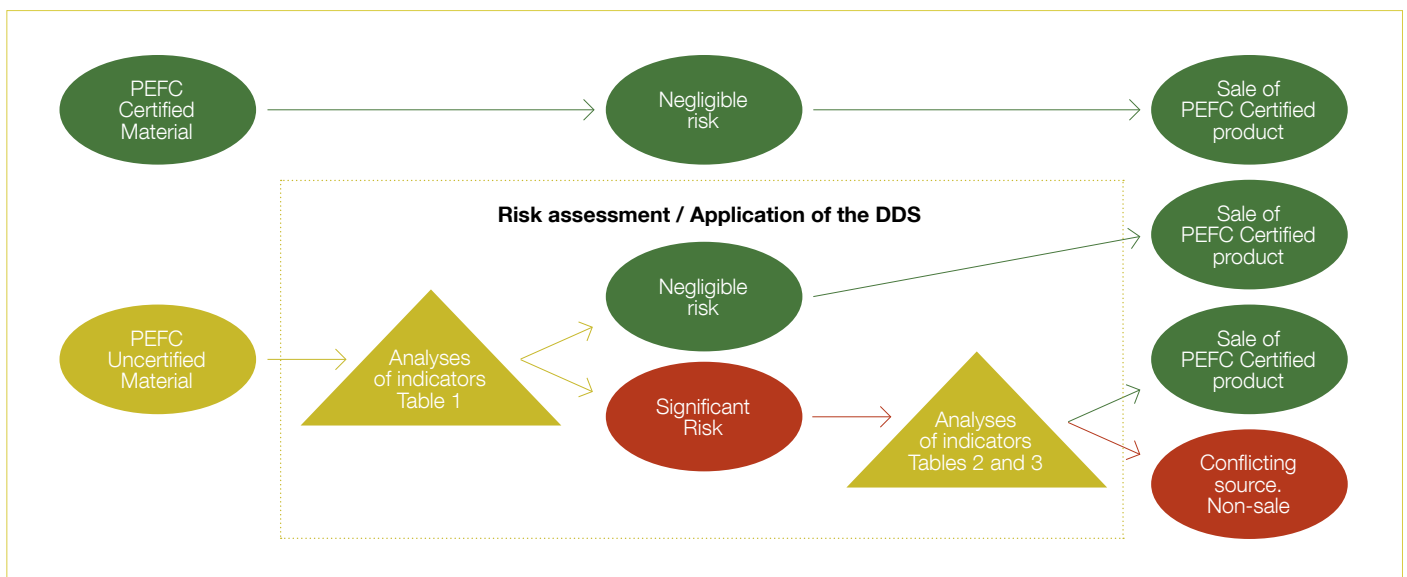 PEFC
Certified
Material
Negligible
risk
Sale of
PEFC Certified
product
Risk assessment / Application of the DDS
Sale of
PEFC Certified
product
Negligible
risk
PEFC
Uncertified
Material
Analyses
of indicators
Table 1
Sale of
PEFC Certified
product
Significant
Risk
Analyses
of indicators
Tables 2 and 3
Conflicting
source.
Non-sale